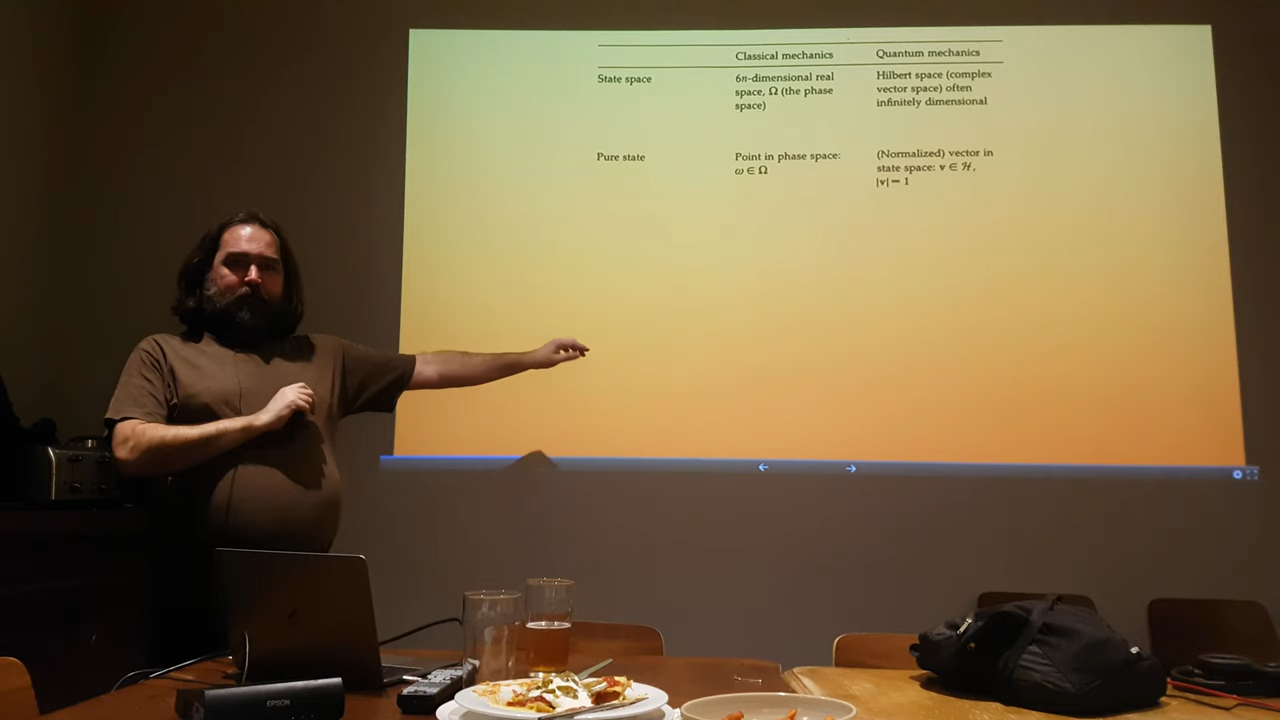 Classical mechanics Quantum mechanics
State space 6n-dimensional real space, Ω (the phase space) Hilbert space (complex vector space) often infinitely dimensional
Pure state Point in phase space: ω ∈ Ω (Normalized) vector in state space: v ∈ ℋ, |v| = 1
EPSON